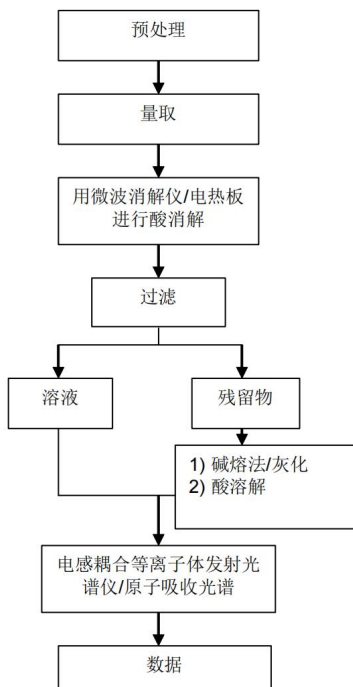 预处理
量取
用微波消解仪/电热板
进行酸消解
过滤
溶液
残留物
1) 碱熔法/灰化
2) 酸溶解
电感耦合等离子体发射光
谱仪/原子吸收光谱
数据